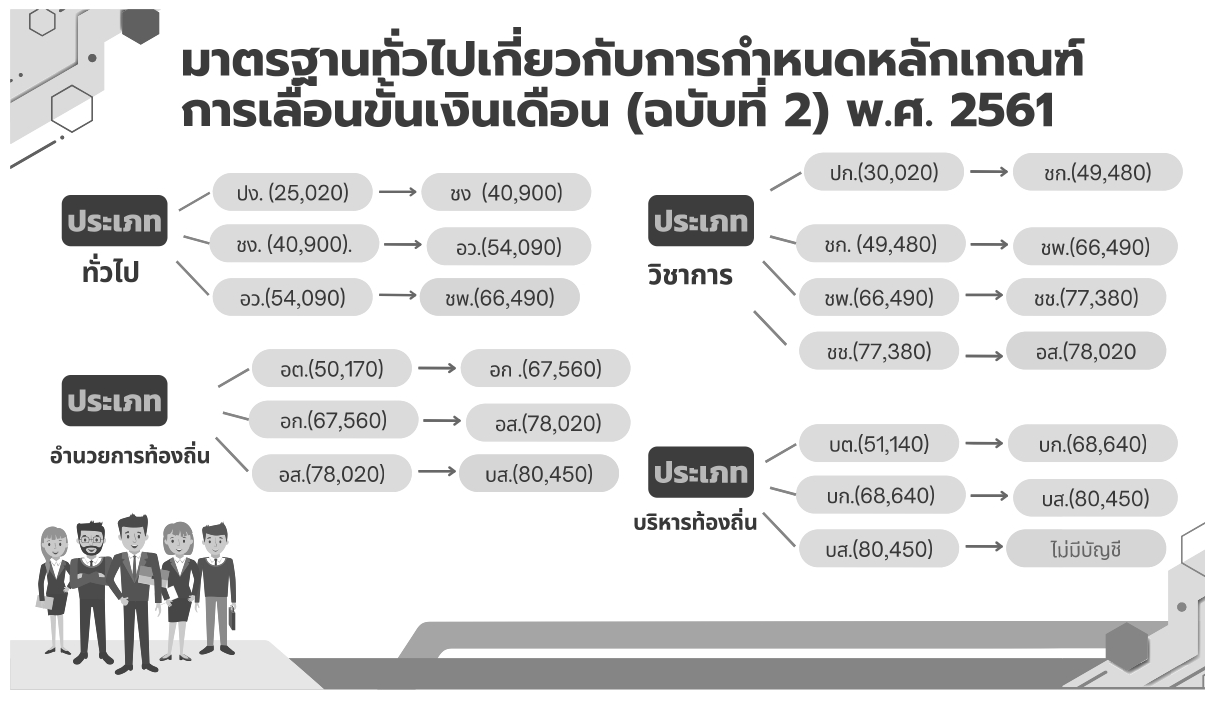 มาตรฐานทั่วไปเกี่ยวกับการกำหนดหลักเกณฑ์
การเลื่อนขั้นเงินเดือน (ฉบับที่ 2) พ.ศ. 2561
ประเภท
ทั่วไป
ปง. (25,020)
ชง (40,900)
ชง. (40,900).
อว.(54,090)
อว.(54,090)
ชพ.(66,490)
ประเภท
วิชาการ
ปก.(30,020)
ชก.(49,480)
ชก. (49,480)
ชพ.(66,490)
ชพ.(66,490)
ชช.(77,380)
ชช.(77,380)
อส.(78,020
ประเภท
อำนวยการท้องถิ่น
อต.(50,170)
อก .(67,560)
อก.(67,560)
อส.(78,020)
อส.(78,020)
บส.(80,450)
ประเภท
บริหารท้องถิ่น
บต.(51,140)
บก.(68,640)
บก.(68,640)
บส.(80,450)
บส.(80,450)
ไม่มีบัญชี